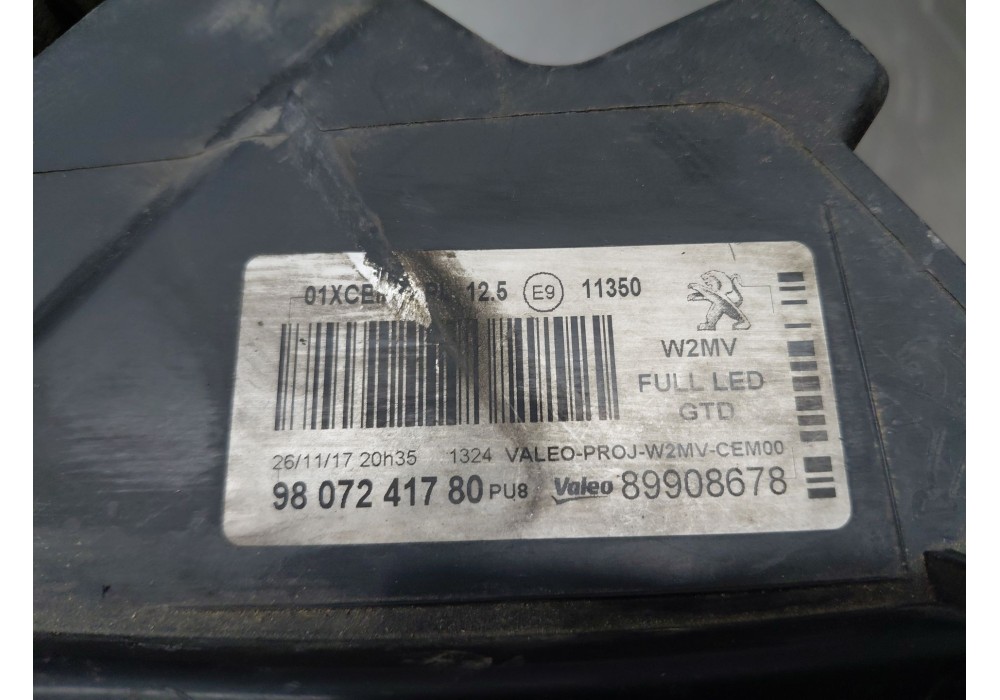 12.5 E9 11350
W2MV
FULL LED
GTD
26/11/17 20h35 1324 VALEO-PROJ-W2MV-CEM00
98 072 417 80 PU8 Valeo 89908678